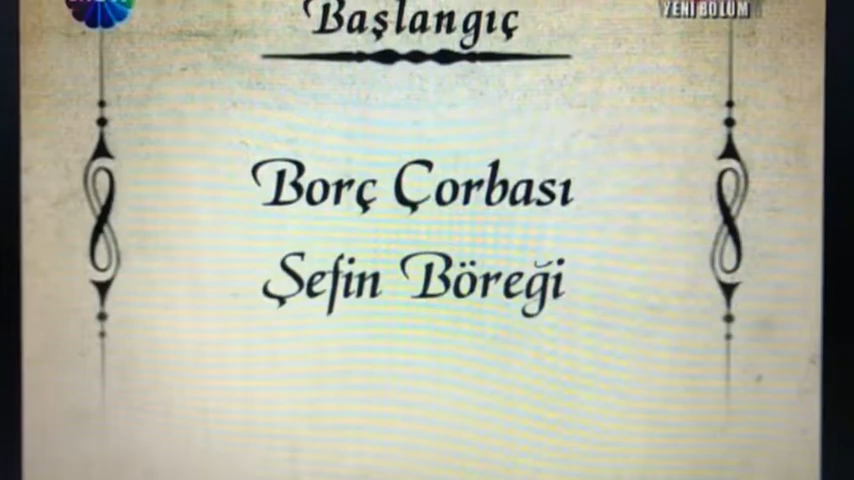 Başlangıç
YENİ BÖLÜM
Borç Çorbası
Şefin Böreği